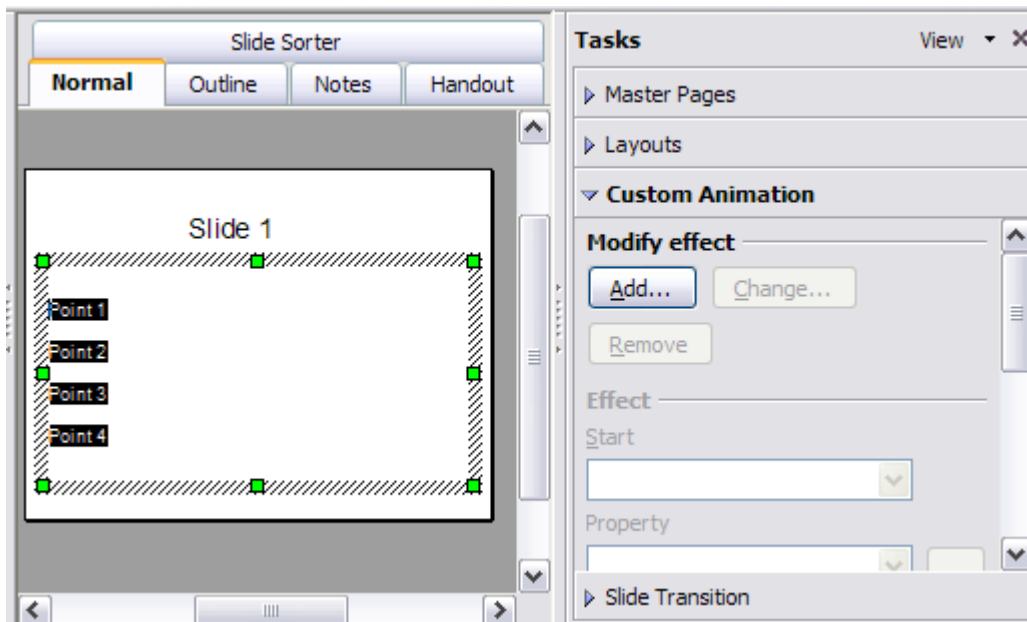 Slide Sorter
Normal Outline Notes Handout
Slide 1
Point 1
Point 2
Point 3
Point 4
Tasks View
Master Pages
Layouts
Custom Animation
Modify effect
Add... Change...
Remove
Effect
Start
Property
Slide Transition